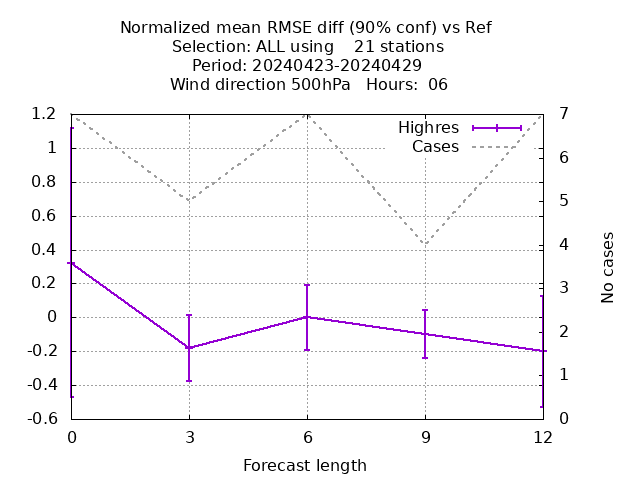 Normalized mean RMSE diff (90% conf) vs Ref
Selection: ALL using    21 stations
Period: 20240423-20240429
Wind direction 500hPa   Hours:  06
1.2
1
0.8
0.6
0.4
0.2
0
-0.2
-0.4
-0.6
Highres
Cases
7
6
5
4
3
2
1
0
No cases
0 3 6 9 12
Forecast length